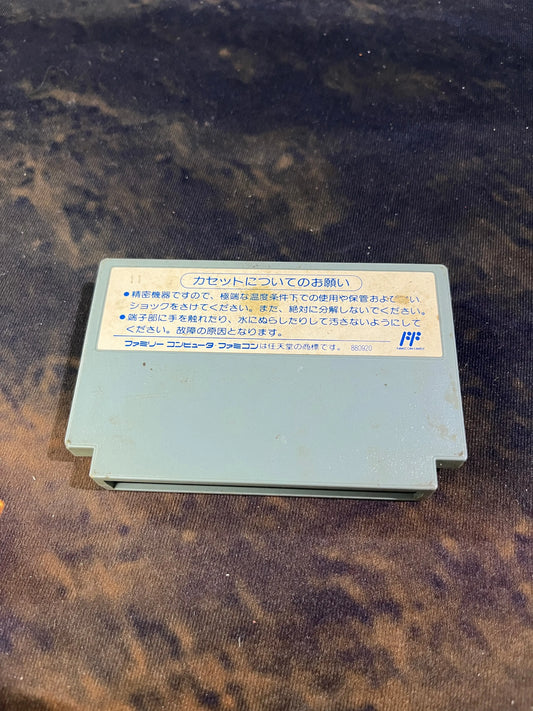 11
カセットについてのお願い
●精密機器ですので、極端な温度条件下での使用や保管および い、
ショックをさけてください。また、絶対に分解しないでください。
●端子部に手を触れたり、水にぬらしたりして汚さないようにして
ください。故障の原因となります。
ファミリー コンピュータ ファミコンは任天堂の商標です。 880920